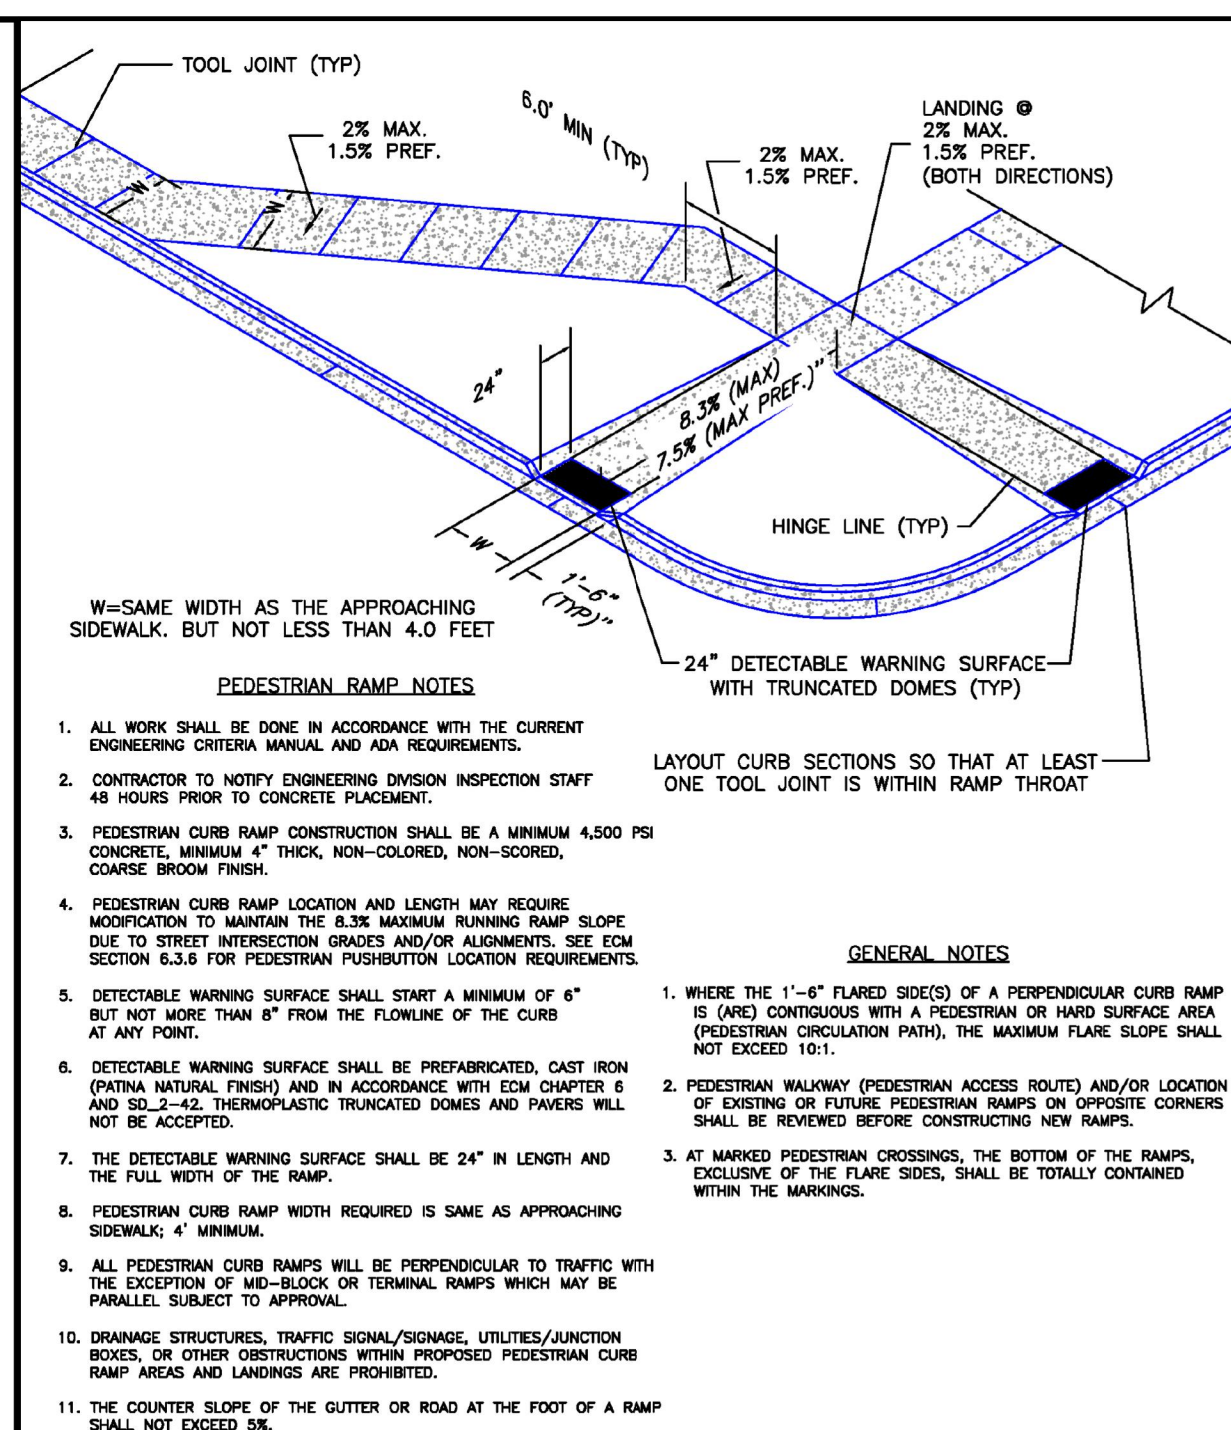 TOOL JOINT (TYP)
2% MAX.
1.5% PREF.
6.0' MIN (TYP)
2% MAX.
1.5% PREF.
LANDING @
2% MAX.
1.5% PREF.
(BOTH DIRECTIONS)
W
W
24"
8.3% (MAX)
7.5% (MAX PREF.)"
HINGE LINE (TYP)
W
1'-6"
(TYP)"
W=SAME WIDTH AS THE APPROACHING
SIDEWALK. BUT NOT LESS THAN 4.0 FEET
24" DETECTABLE WARNING SURFACE
WITH TRUNCATED DOMES (TYP)
LAYOUT CURB SECTIONS SO THAT AT LEAST
ONE TOOL JOINT IS WITHIN RAMP THROAT
PEDESTRIAN RAMP NOTES
1. ALL WORK SHALL BE DONE IN ACCORDANCE WITH THE CURRENT
ENGINEERING CRITERIA MANUAL AND ADA REQUIREMENTS.
2. CONTRACTOR TO NOTIFY ENGINEERING DIVISION INSPECTION STAFF
48 HOURS PRIOR TO CONCRETE PLACEMENT.
3. PEDESTRIAN CURB RAMP CONSTRUCTION SHALL BE A MINIMUM 4,500 PSI
CONCRETE, MINIMUM 4" THICK, NON-COLORED, NON-SCORED,
COARSE BROOM FINISH.
4. PEDESTRIAN CURB RAMP LOCATION AND LENGTH MAY REQUIRE
MODIFICATION TO MAINTAIN THE 8.3% MAXIMUM RUNNING RAMP SLOPE
DUE TO STREET INTERSECTION GRADES AND/OR ALIGNMENTS. SEE ECM
SECTION 6.3.6 FOR PEDESTRIAN PUSHBUTTON LOCATION REQUIREMENTS.
5. DETECTABLE WARNING SURFACE SHALL START A MINIMUM OF 6"
BUT NOT MORE THAN 8" FROM THE FLOWLINE OF THE CURB
AT ANY POINT.
6. DETECTABLE WARNING SURFACE SHALL BE PREFABRICATED, CAST IRON
(PATINA NATURAL FINISH) AND IN ACCORDANCE WITH ECM CHAPTER 6
AND SD_2-42. THERMOPLASTIC TRUNCATED DOMES AND PAVERS WILL
NOT BE ACCEPTED.
7. THE DETECTABLE WARNING SURFACE SHALL BE 24" IN LENGTH AND
THE FULL WIDTH OF THE RAMP.
8. PEDESTRIAN CURB RAMP WIDTH REQUIRED IS SAME AS APPROACHING
SIDEWALK; 4' MINIMUM.
9. ALL PEDESTRIAN CURB RAMPS WILL BE PERPENDICULAR TO TRAFFIC WITH
THE EXCEPTION OF MID-BLOCK OR TERMINAL RAMPS WHICH MAY BE
PARALLEL SUBJECT TO APPROVAL.
10. DRAINAGE STRUCTURES, TRAFFIC SIGNAL/SIGNAGE, UTILITIES/JUNCTION
BOXES, OR OTHER OBSTRUCTIONS WITHIN PROPOSED PEDESTRIAN CURB
RAMP AREAS AND LANDINGS ARE PROHIBITED.
11. THE COUNTER SLOPE OF THE GUTTER OR ROAD AT THE FOOT OF A RAMP
SHALL NOT EXCEED 5%.
GENERAL NOTES
1. WHERE THE 1'-6" FLARED SIDE(S) OF A PERPENDICULAR CURB RAMP
IS (ARE) CONTIGUOUS WITH A PEDESTRIAN OR HARD SURFACE AREA
(PEDESTRIAN CIRCULATION PATH), THE MAXIMUM FLARE SLOPE SHALL
NOT EXCEED 10:1.
2. PEDESTRIAN WALKWAY (PEDESTRIAN ACCESS ROUTE) AND/OR LOCATION
OF EXISTING OR FUTURE PEDESTRIAN RAMPS ON OPPOSITE CORNERS
SHALL BE REVIEWED BEFORE CONSTRUCTING NEW RAMPS.
3. AT MARKED PEDESTRIAN CROSSINGS, THE BOTTOM OF THE RAMPS,
EXCLUSIVE OF THE FLARE SIDES, SHALL BE TOTALLY CONTAINED
WITHIN THE MARKINGS.